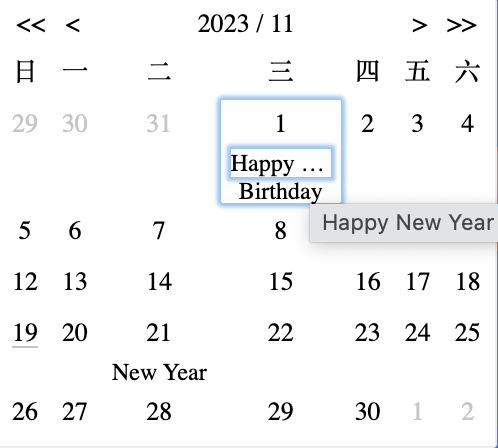 << < 2023 / 11 > >>
日 一 二 三 四 五 六
29 30 31 1 2 3 4
Happy ...
Birthday
Happy New Year
5 6 7 8
12 13 14 15 16 17 18
19 20 21 22 23 24 25
New Year
26 27 28 29 30 1 2